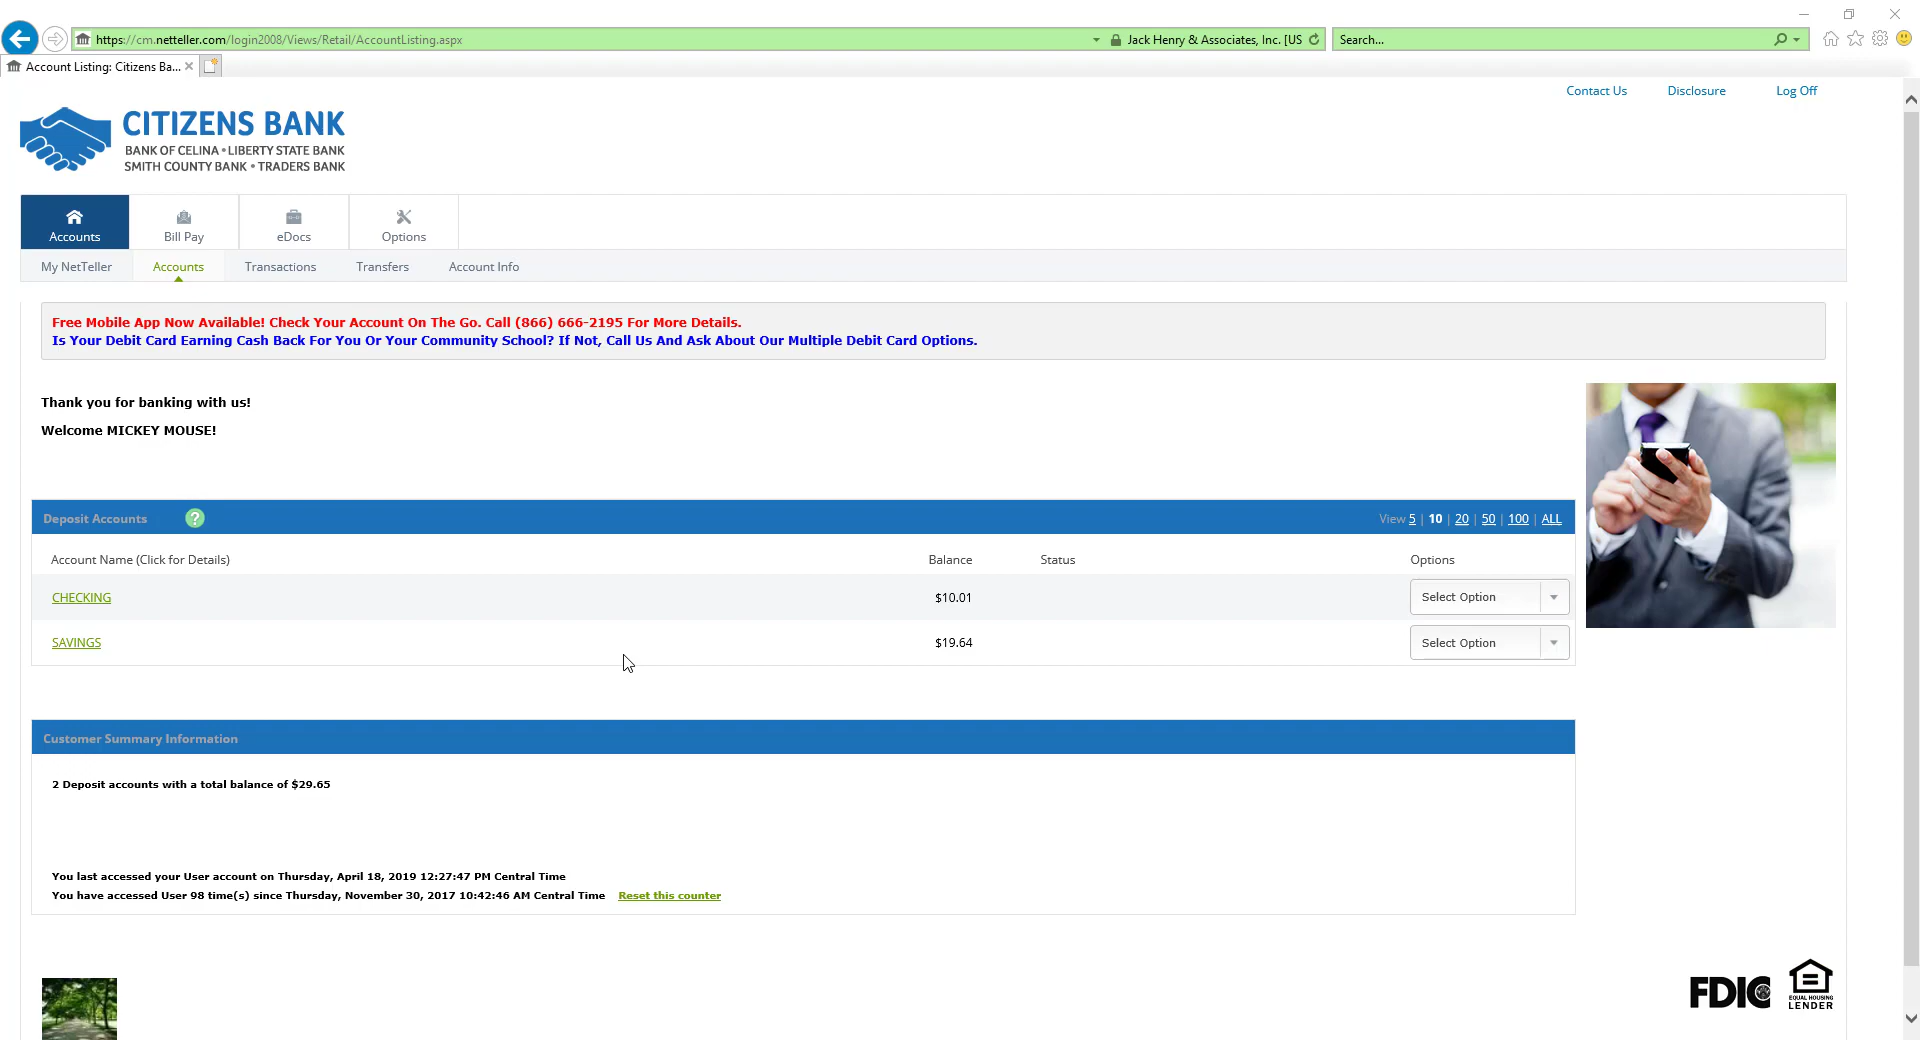 https://cm.netteller.com/login2008/Views/Retail/AccountListing.aspx
Jack Henry & Associates, Inc. [US
Search...
Account Listing: Citizens Ba...
Contact Us
Disclosure
Log Off
CITIZENS BANK
BANK OF CELINA • LIBERTY STATE BANK
SMITH COUNTY BANK • TRADERS BANK
Accounts
Bill Pay
eDocs
Options
My NetTeller
Accounts
Transactions
Transfers
Account Info
Free Mobile App Now Available! Check Your Account On The Go. Call (866) 666-2195 For More Details.
Is Your Debit Card Earning Cash Back For You Or Your Community School? If Not, Call Us And Ask About Our Multiple Debit Card Options.
Thank you for banking with us!
Welcome MICKEY MOUSE!
Deposit Accounts ? View 5 | 10 | 20 | 50 | 100 | ALL
Account Name (Click for Details) Balance Status Options
CHECKING $10.01 Select Option
SAVINGS $19.64 Select Option
Customer Summary Information
2 Deposit accounts with a total balance of $29.65
You last accessed your User account on Thursday, April 18, 2019 12:27:47 PM Central Time
You have accessed User 98 time(s) since Thursday, November 30, 2017 10:42:46 AM Central Time Reset this counter
FDIC
EQUAL HOUSING
LENDER